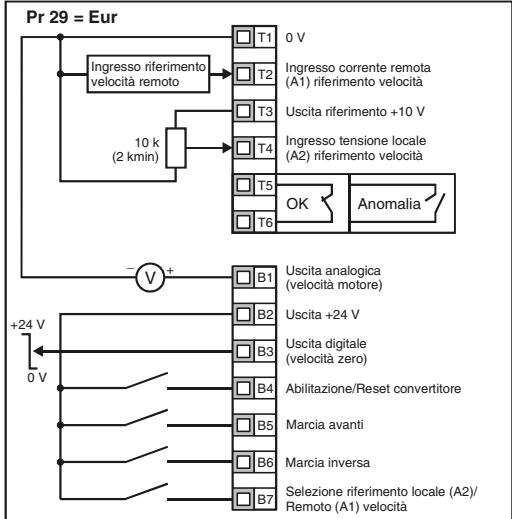 Pr 29 = Eur
T1 0 V
Ingresso riferimento
velocità remoto
T2 Ingresso corrente remota
(A1) riferimento velocità
T3 Uscita riferimento +10 V
10 k
(2 kmin)
T4 Ingresso tensione locale
(A2) riferimento velocità
T5
OK
Anomalia
T6
− V +
B1 Uscita analogica
(velocità motore)
B2 Uscita +24 V
+24 V
0 V
B3 Uscita digitale
(velocità zero)
B4 Abilitazione/Reset convertitore
B5 Marcia avanti
B6 Marcia inversa
B7 Selezione riferimento locale (A2)/
Remoto (A1) velocità